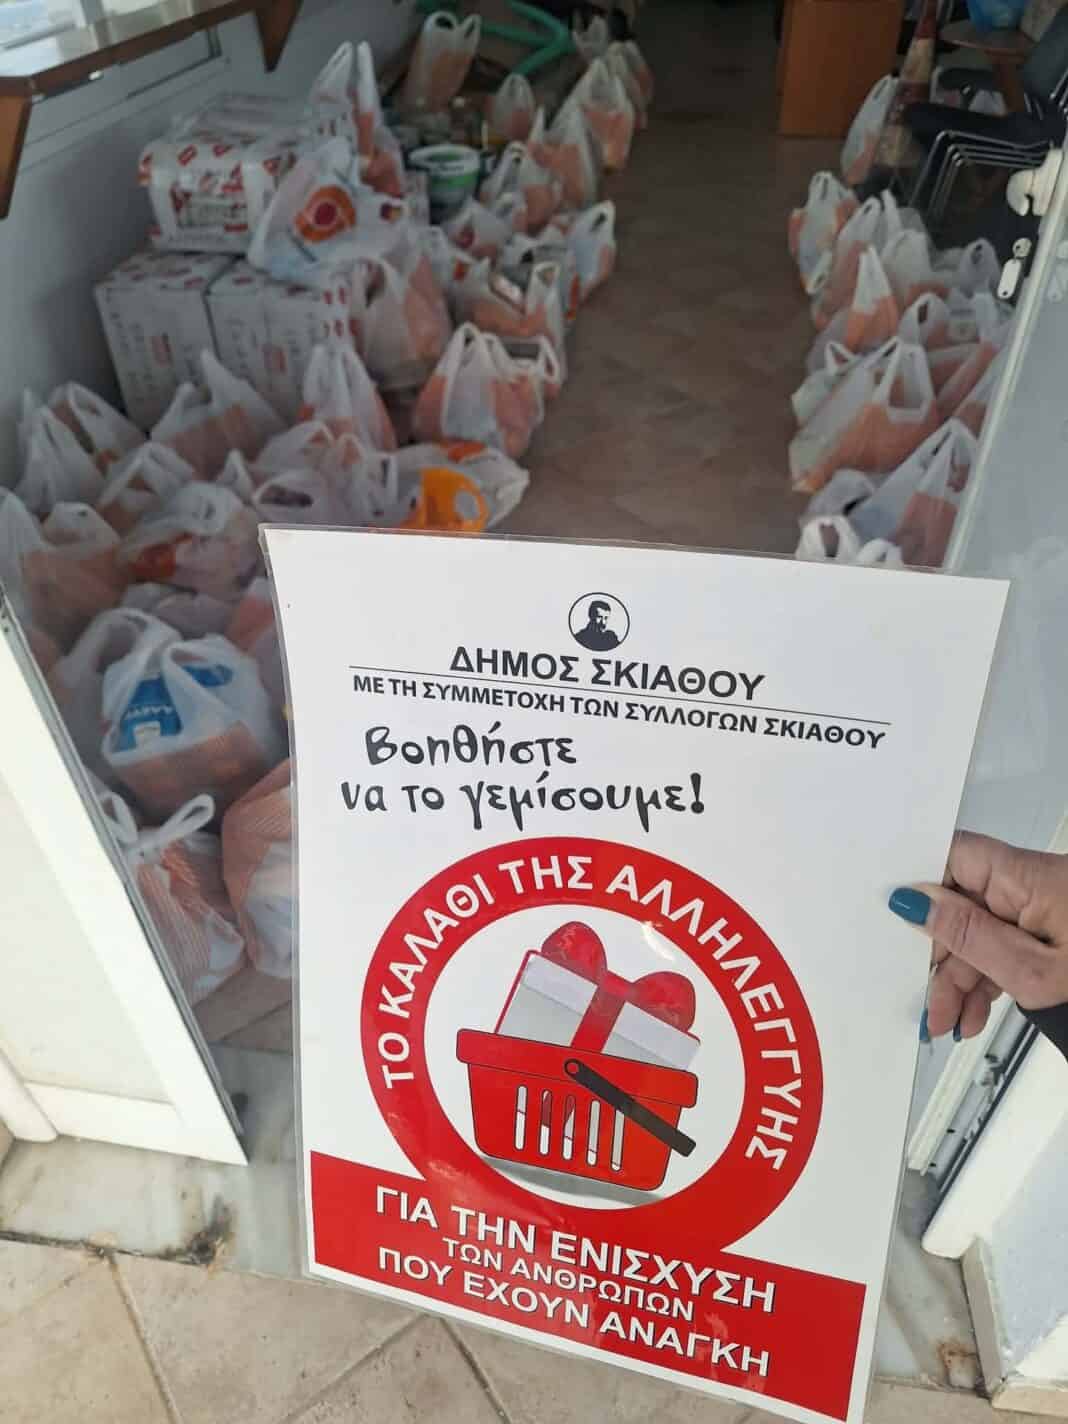 ΔΗΜΟΣ ΣΚΙΑΘΟΥ
ΜΕ ΤΗ ΣΥΜΜΕΤΟΧΗ ΤΩΝ ΣΥΛΛΟΓΩΝ ΣΚΙΑΘΟΥ
Βοηθήστε
να το γεμίσουμε!
ΤΟ ΚΑΛΑΘΙ ΤΗΣ ΑΛΛΗΛΕΓΓΥΗΣ
ΓΙΑ ΤΗΝ ΕΝΙΣΧΥΣΗ
ΤΩΝ ΑΝΘΡΩΠΩΝ
ΠΟΥ ΕΧΟΥΝ ΑΝΑΓΚΗ